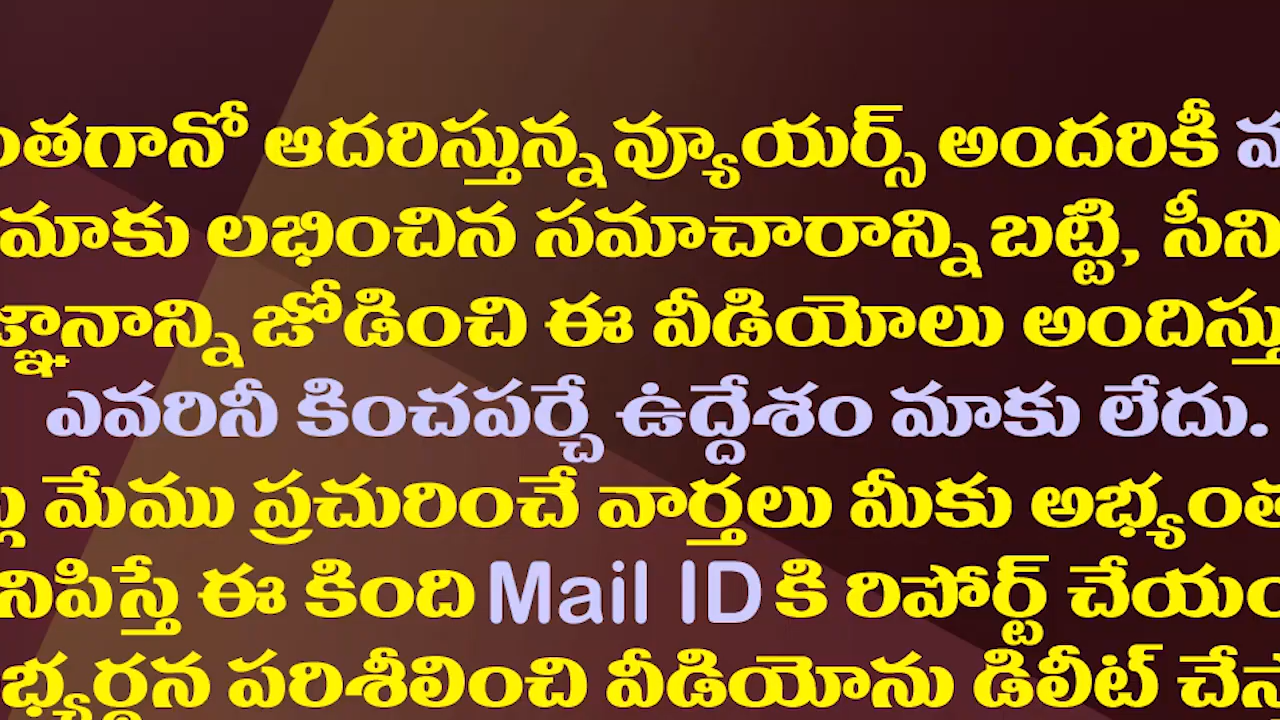 ఆదరిస్తున్న వ్యూయర్స్ అందరికీ
మాకు లభించిన సమాచారాన్ని బట్టి,
జోడించి ఈ వీడియోలు
ఎవరినీ కించపర్చే ఉద్దేశం మాకు లేదు.
మేము ప్రచురించే వార్తలు మీకు
ఈ కింది Mail ID కి రిపోర్ట్
పరిశీలించి వీడియోను డిలీట్